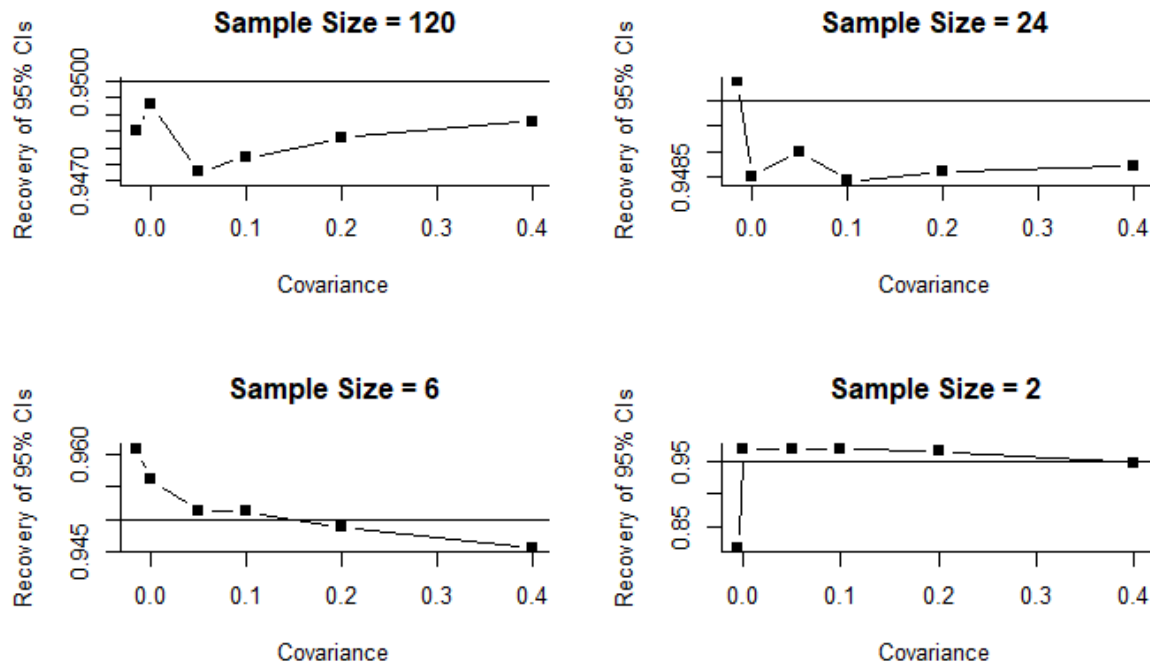 Sample Size = 120
Recovery of 95% CIs
0.9500
0.9470
0.0 0.1 0.2 0.3 0.4
Covariance
Sample Size = 24
Recovery of 95% CIs
0.9485
0.0 0.1 0.2 0.3 0.4
Covariance
Sample Size = 6
Recovery of 95% CIs
0.960
0.945
0.0 0.1 0.2 0.3 0.4
Covariance
Sample Size = 2
Recovery of 95% CIs
0.95
0.85
0.0 0.1 0.2 0.3 0.4
Covariance